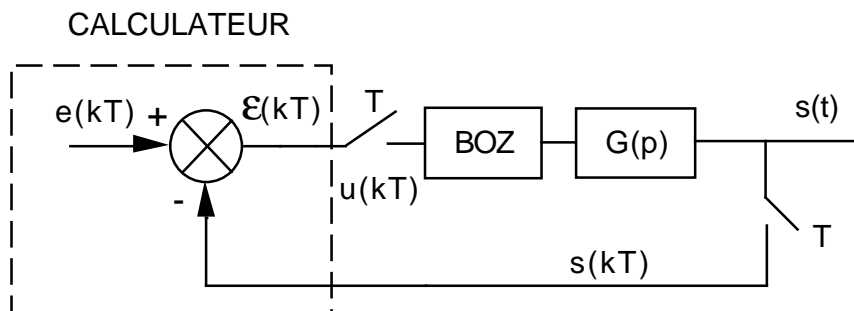 CALCULATEUR
e(kT)
+
ε(kT)
T
BOZ
G(p)
s(t)
-
u(kT)
T
s(kT)